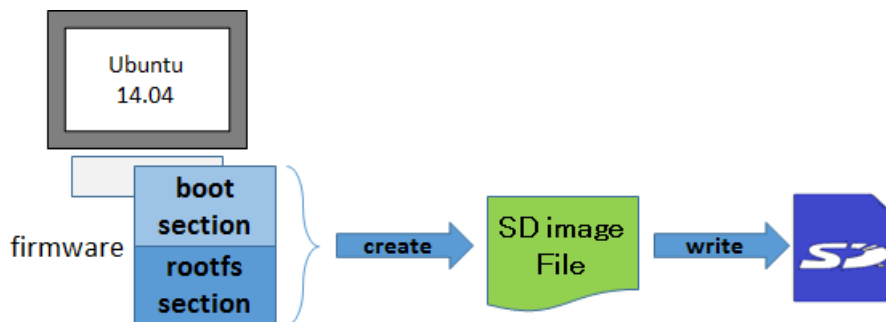 Ubuntu
14.04
boot
section
firmware
rootfs
section
create
SD image
File
write
SD